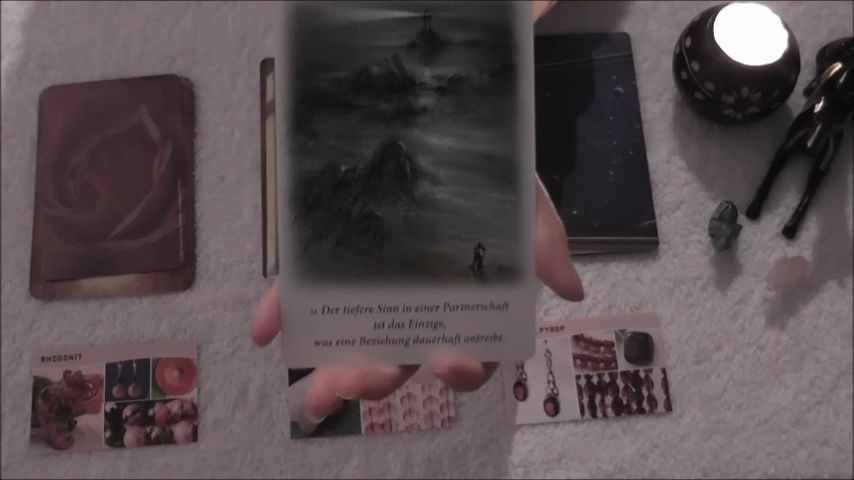 Der tiefere Sinn in einer Partnerschaft
ist das Einzige,
was eine Beziehung dauerhaft antreibt.
RHODONIT
PYROP